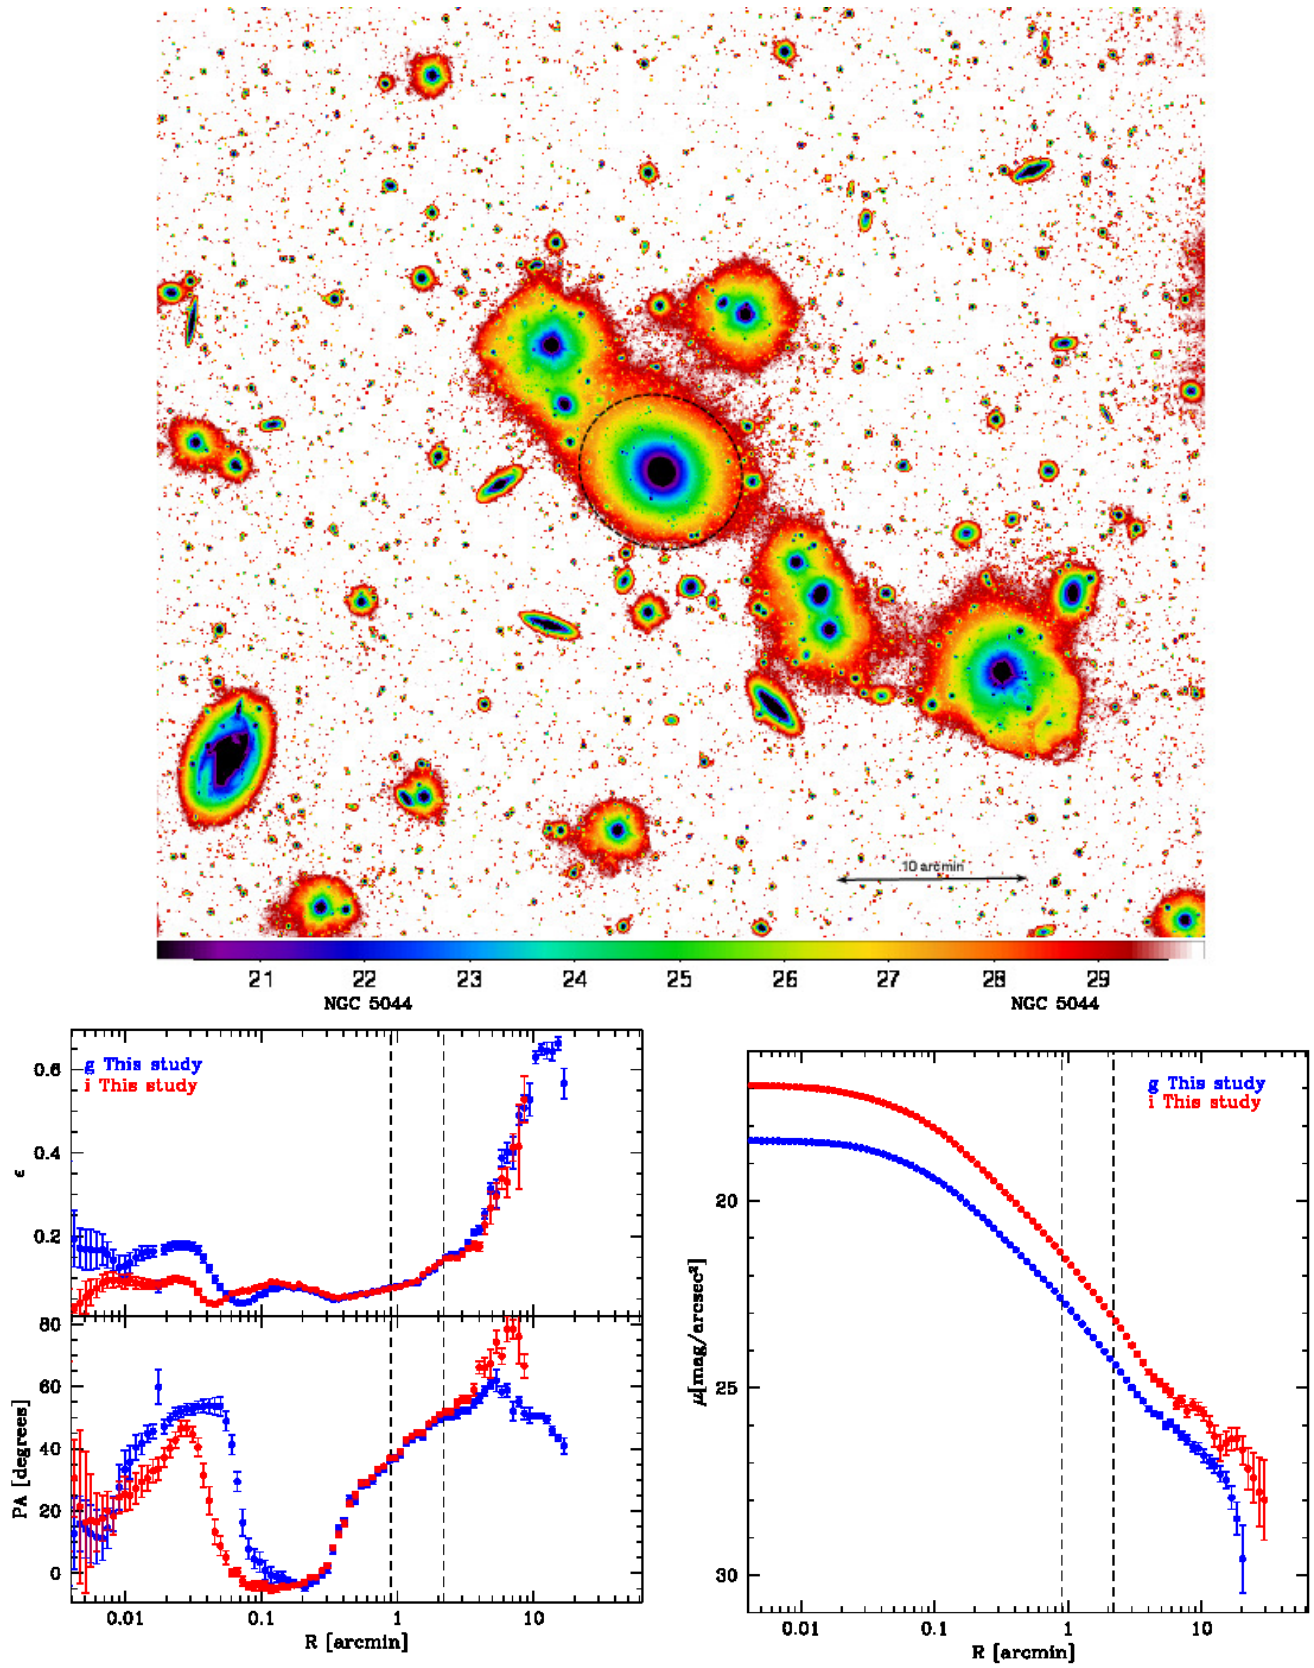 10 arcmin
21 22 23 24 25 26 27 28 29
NGC 5044 NGC 5044
g This study
i This study
0.6
0.4
ϵ
0.2
80
60
40
20
0
PA [degrees]
0.01 0.1 1 10
R [arcmin]
g This study
i This study
20
25
30
μ[mag/arcsec²]
0.01 0.1 1 10
R [arcmin]